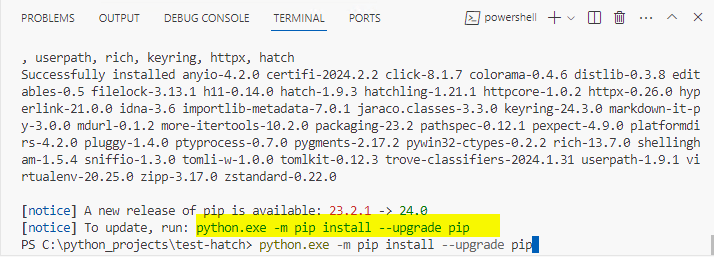 PROBLEMS OUTPUT DEBUG CONSOLE TERMINAL PORTS powershell
, userpath, rich, keyring, httpx, hatch
Successfully installed anyio-4.2.0 certifi-2024.2.2 click-8.1.7 colorama-0.4.6 distlib-0.3.8 edit
ables-0.5 filelock-3.13.1 h11-0.14.0 hatch-1.9.3 hatchling-1.21.1 httpcore-1.0.2 httpx-0.26.0 hyp
erlink-21.0.0 idna-3.6 importlib-metadata-7.0.1 jaraco.classes-3.3.0 keyring-24.3.0 markdown-it-p
y-3.0.0 mdurl-0.1.2 more-itertools-10.2.0 packaging-23.2 pathspec-0.12.1 pexpect-4.9.0 platformdi
rs-4.2.0 pluggy-1.4.0 ptyprocess-0.7.0 pygments-2.17.2 pywin32-ctypes-0.2.2 rich-13.7.0 shellingh
am-1.5.4 sniffio-1.3.0 tomli-w-1.0.0 tomlkit-0.12.3 trove-classifiers-2024.1.31 userpath-1.9.1 vi
rtualenv-20.25.0 zipp-3.17.0 zstandard-0.22.0
[notice] A new release of pip is available: 23.2.1 -> 24.0
[notice] To update, run: python.exe -m pip install --upgrade pip
PS C:\python_projects\test-hatch> python.exe -m pip install --upgrade pip